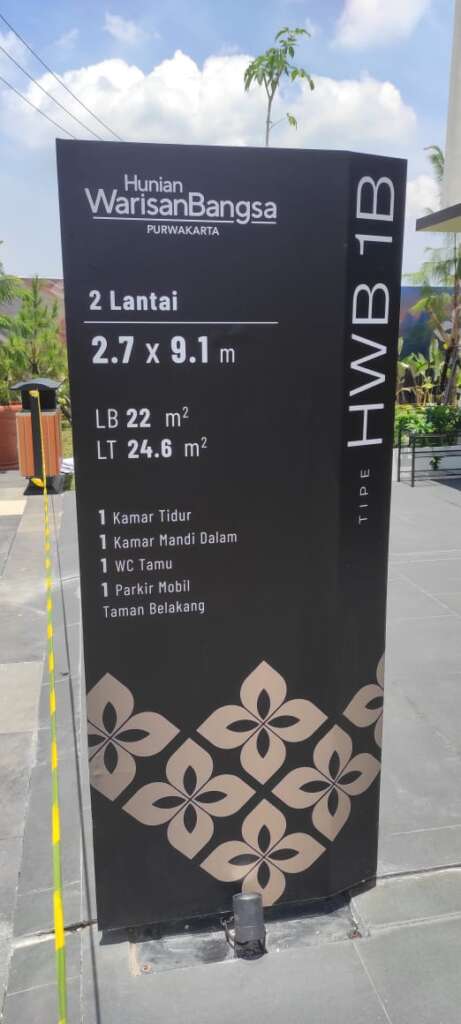 Hunian
WarisanBangsa
PURWAKARTA
2 Lantai
2.7 x 9.1 m
LB 22 m²
LT 24.6 m²
1 Kamar Tidur
1 Kamar Mandi Dalam
1 WC Tamu
1 Parkir Mobil
Taman Belakang
TIPE HWB 1B